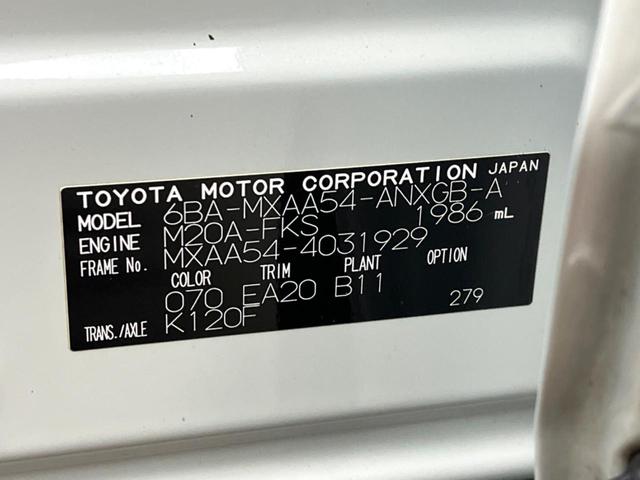 TOYOTA MOTOR CORPORATION JAPAN
MODEL 6BA-MXAA54-ANXGB-A
ENGINE M20A-FKS 1986 mL
FRAME No. MXAA54-4031929
COLOR TRIM PLANT OPTION
070 EA20 B11
TRANS./AXLE K120F 279